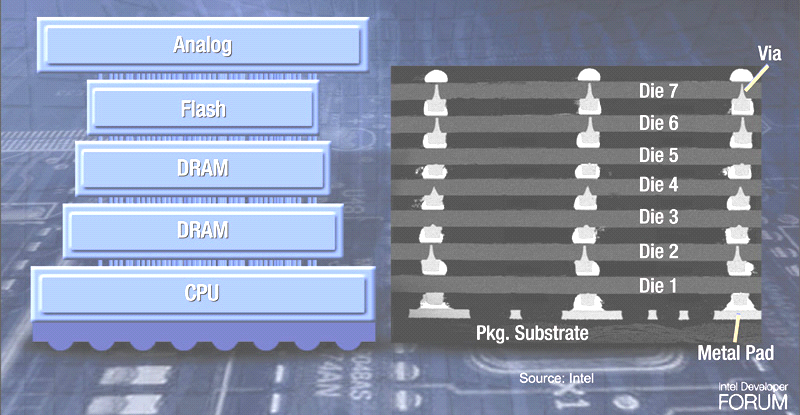 Analog
Flash
DRAM
DRAM
CPU
Via
Die 7
Die 6
Die 5
Die 4
Die 3
Die 2
Die 1
Pkg. Substrate
Metal Pad
Source: Intel
Intel Developer
FORUM